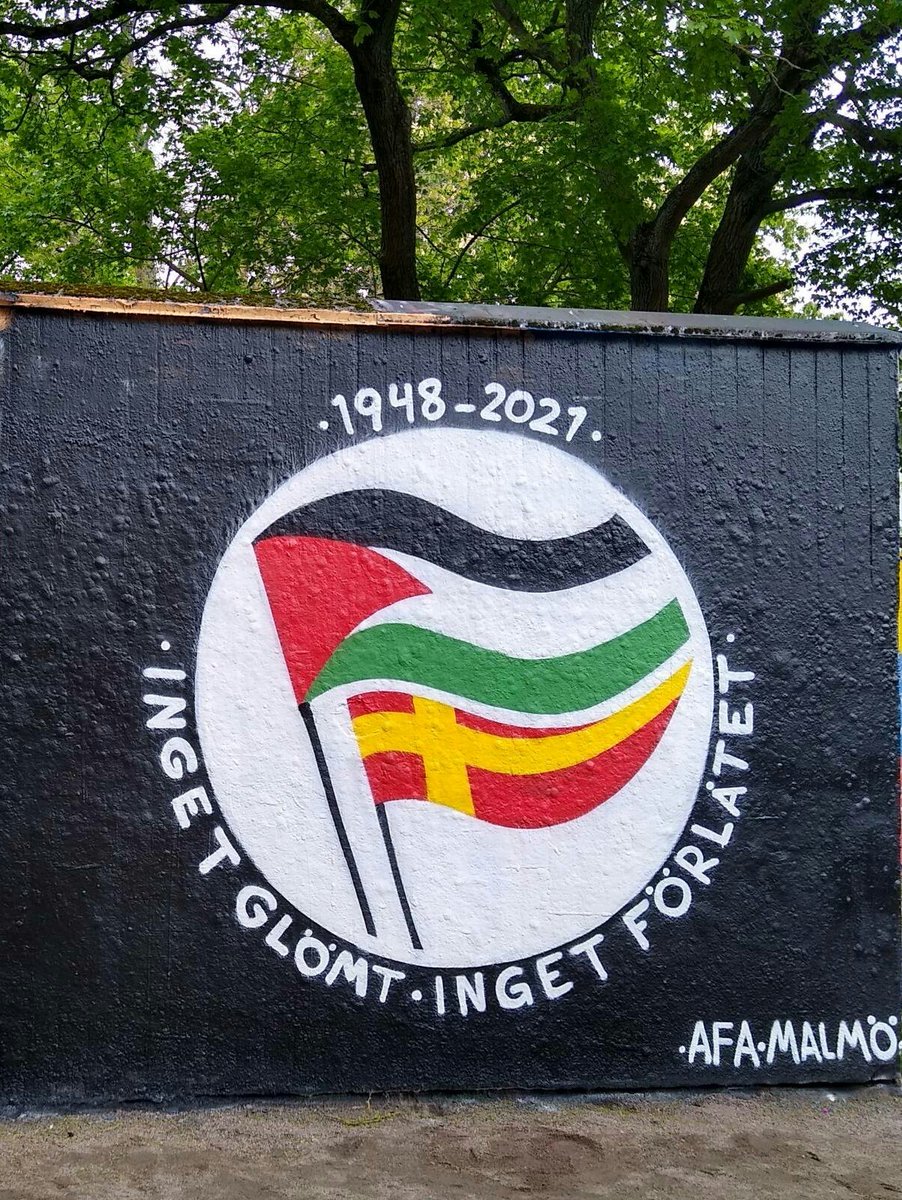 ·1948-2021·
·INGET GLÖMT·INGET FÖRLÅTET·
·AFA·MALMÖ·